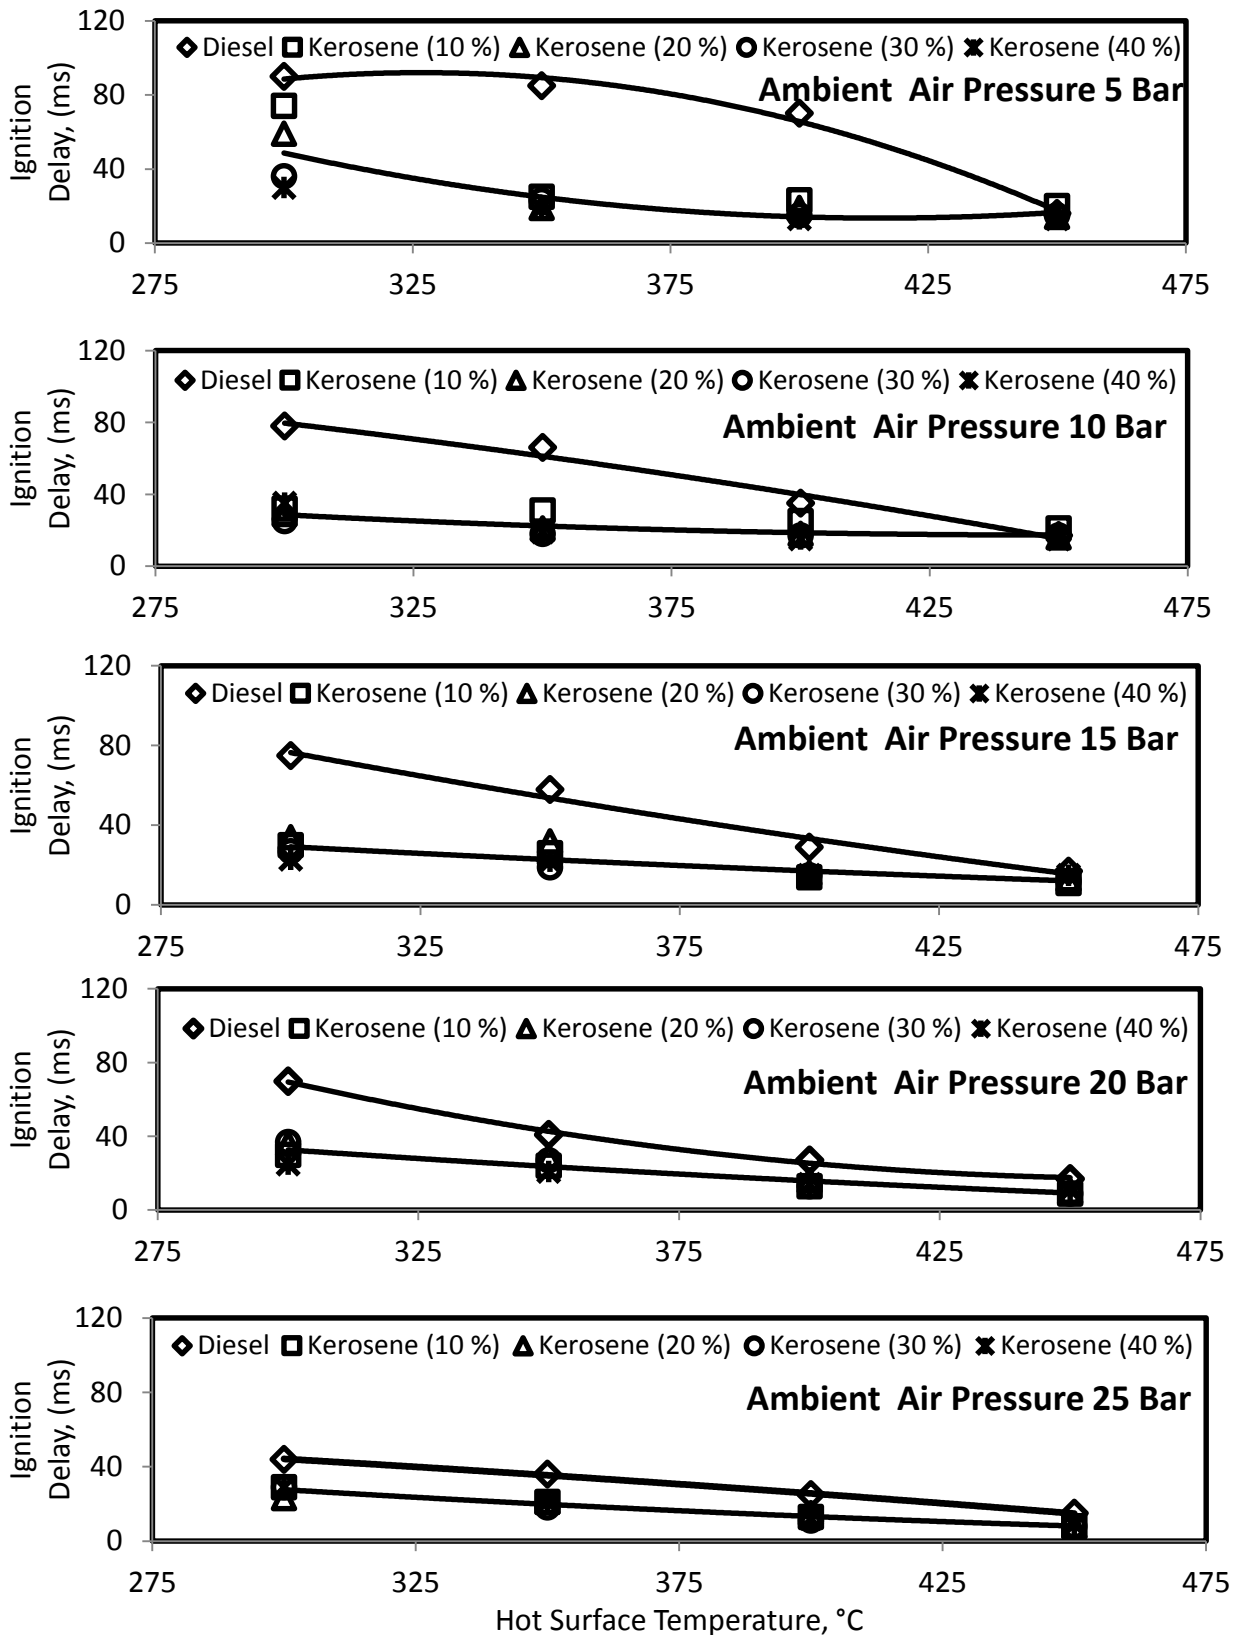 120
Diesel Kerosene (10 %) Kerosene (20 %) Kerosene (30 %) Kerosene (40 %)
Ambient Air Pressure 5 Bar
80
Ignition
Delay, (ms)
40
0
275 325 375 425 475
120
Diesel Kerosene (10 %) Kerosene (20 %) Kerosene (30 %) Kerosene (40 %)
Ambient Air Pressure 10 Bar
80
Ignition
Delay, (ms)
40
0
275 325 375 425 475
120
Diesel Kerosene (10 %) Kerosene (20 %) Kerosene (30 %) Kerosene (40 %)
Ambient Air Pressure 15 Bar
80
Ignition
Delay, (ms)
40
0
275 325 375 425 475
120
Diesel Kerosene (10 %) Kerosene (20 %) Kerosene (30 %) Kerosene (40 %)
Ambient Air Pressure 20 Bar
80
Ignition
Delay, (ms)
40
0
275 325 375 425 475
120
Diesel Kerosene (10 %) Kerosene (20 %) Kerosene (30 %) Kerosene (40 %)
Ambient Air Pressure 25 Bar
80
Ignition
Delay, (ms)
40
0
275 325 375 425 475
Hot Surface Temperature, °C